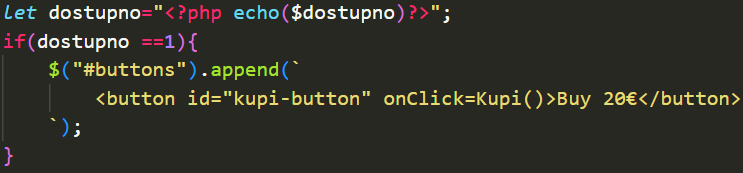 let dostupno="<?php echo($dostupno)?>";
if(dostupno ==1){
    $("#buttons").append(`
        <button id="kupi-button" onClick=Kupi()>Buy 20€</button>
    `);
}